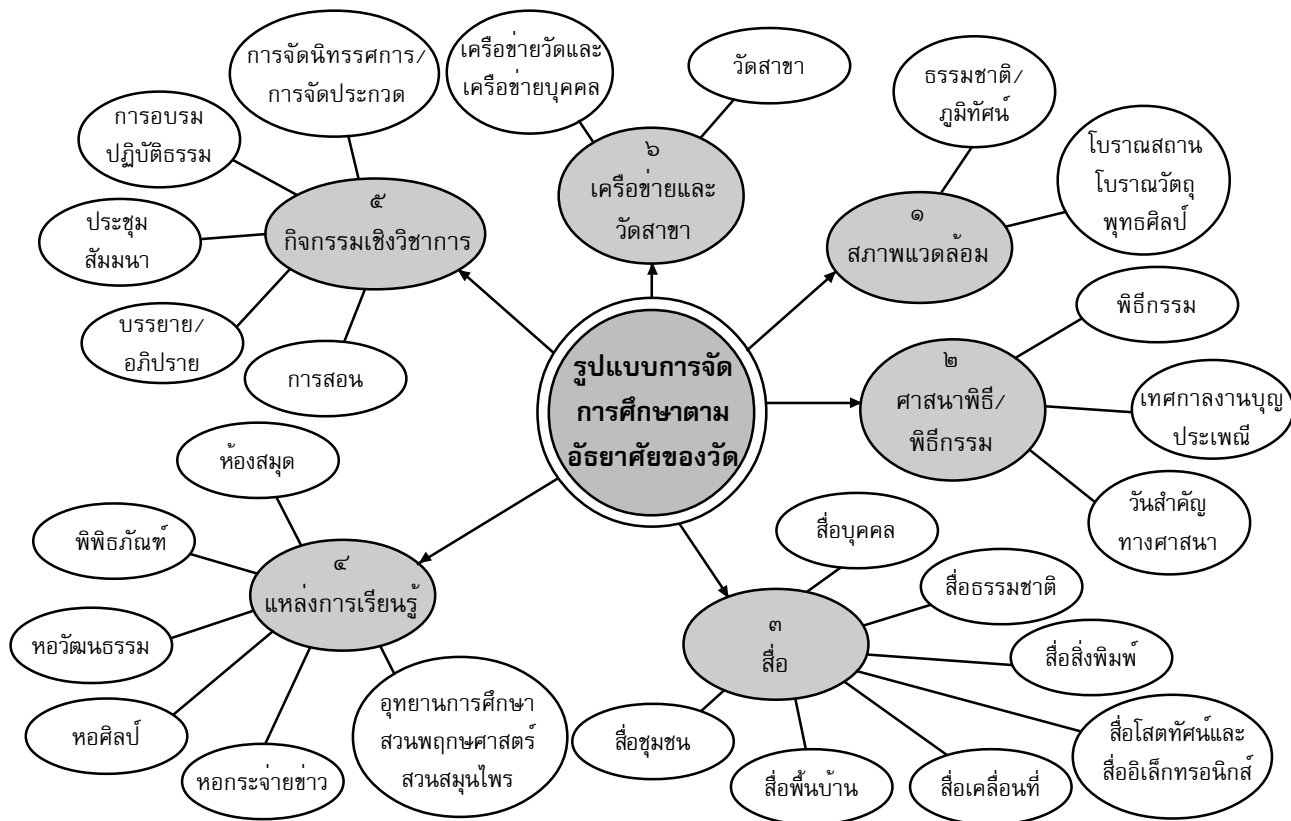 รูปแบบการจัด
การศึกษาตาม
อัธยาศัยของวัด
๑
สภาพแวดล้อม
ธรรมชาติ/
ภูมิทัศน์
โบราณสถาน
โบราณวัตถุ
พุทธศิลป์
๒
ศาสนาพิธี/
พิธีกรรม
พิธีกรรม
เทศกาลงานบุญ
ประเพณี
วันสำคัญ
ทางศาสนา
๓
สื่อ
สื่อบุคคล
สื่อธรรมชาติ
สื่อสิ่งพิมพ์
สื่อโสตทัศน์และ
สื่ออิเล็กทรอนิกส์
สื่อเคลื่อนที่
สื่อพื้นบ้าน
สื่อชุมชน
๔
แหล่งการเรียนรู้
ห้องสมุด
พิพิธภัณฑ์
หอวัฒนธรรม
หอศิลป์
หอกระจ่ายข่าว
อุทยานการศึกษา
สวนพฤกษศาสตร์
สวนสมุนไพร
๕
กิจกรรมเชิงวิชาการ
การจัดนิทรรศการ/
การจัดประกวด
การอบรม
ปฏิบัติธรรม
ประชุม
สัมมนา
บรรยาย/
อภิปราย
การสอน
๖
เครือข่ายและ
วัดสาขา
เครือข่ายวัดและ
เครือข่ายบุคคล
วัดสาขา